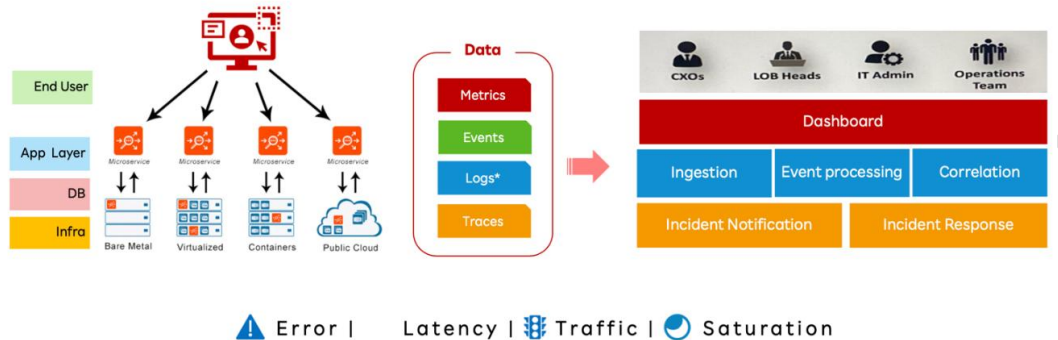 End User
App Layer
DB
Infra
Microservice
Microservice
Microservice
Microservice
Bare Metal
Virtualized
Containers
Public Cloud
Data
Metrics
Events
Logs*
Traces
CXOs
LOB Heads
IT Admin
Operations
Team
Dashboard
Ingestion
Event processing
Correlation
Incident Notification
Incident Response
Error | Latency | Traffic | Saturation